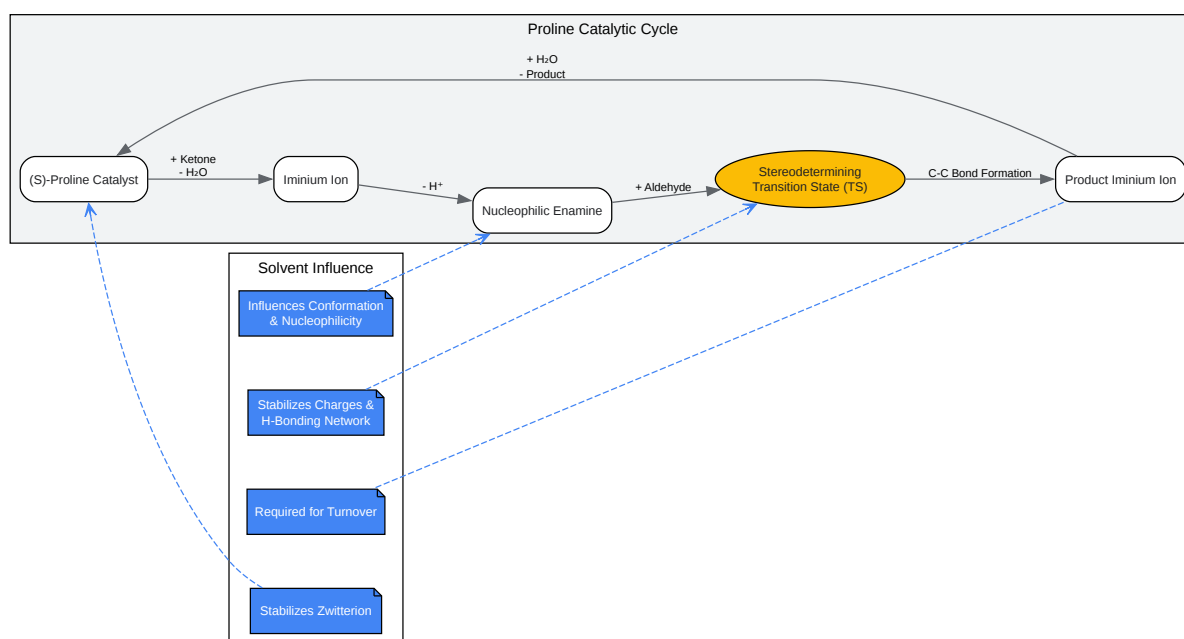 Proline Catalytic Cycle
+ H₂O
- Product
+ Ketone
- H₂O
(S)-Proline Catalyst
Iminium Ion
- H⁺
Nucleophilic Enamine
+ Aldehyde
Stereodetermining
Transition State (TS)
C-C Bond Formation
Product Iminium Ion
Solvent Influence
Influences Conformation
& Nucleophilicity
Stabilizes Charges &
H-Bonding Network
Required for Turnover
Stabilizes Zwitterion